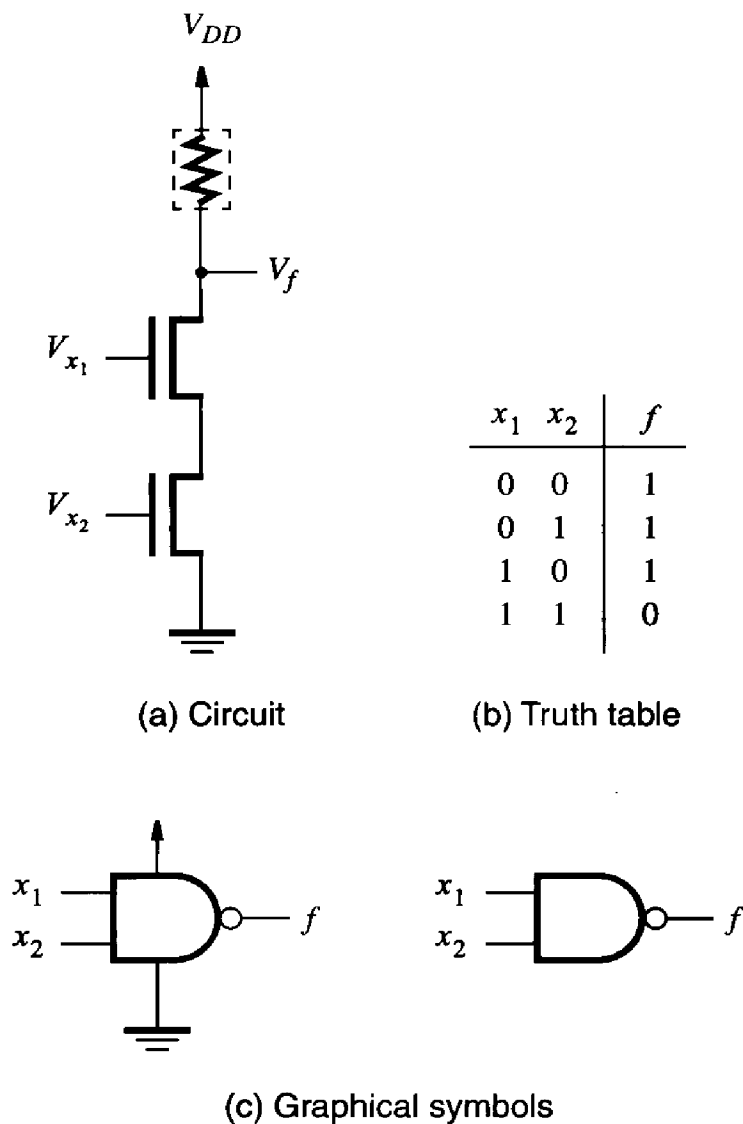 V_DD
V_f
V_x1
V_x2
x1 x2 f
0 0 1
0 1 1
1 0 1
1 1 0
(a) Circuit
(b) Truth table
x1
x2
f
x1
x2
f
(c) Graphical symbols